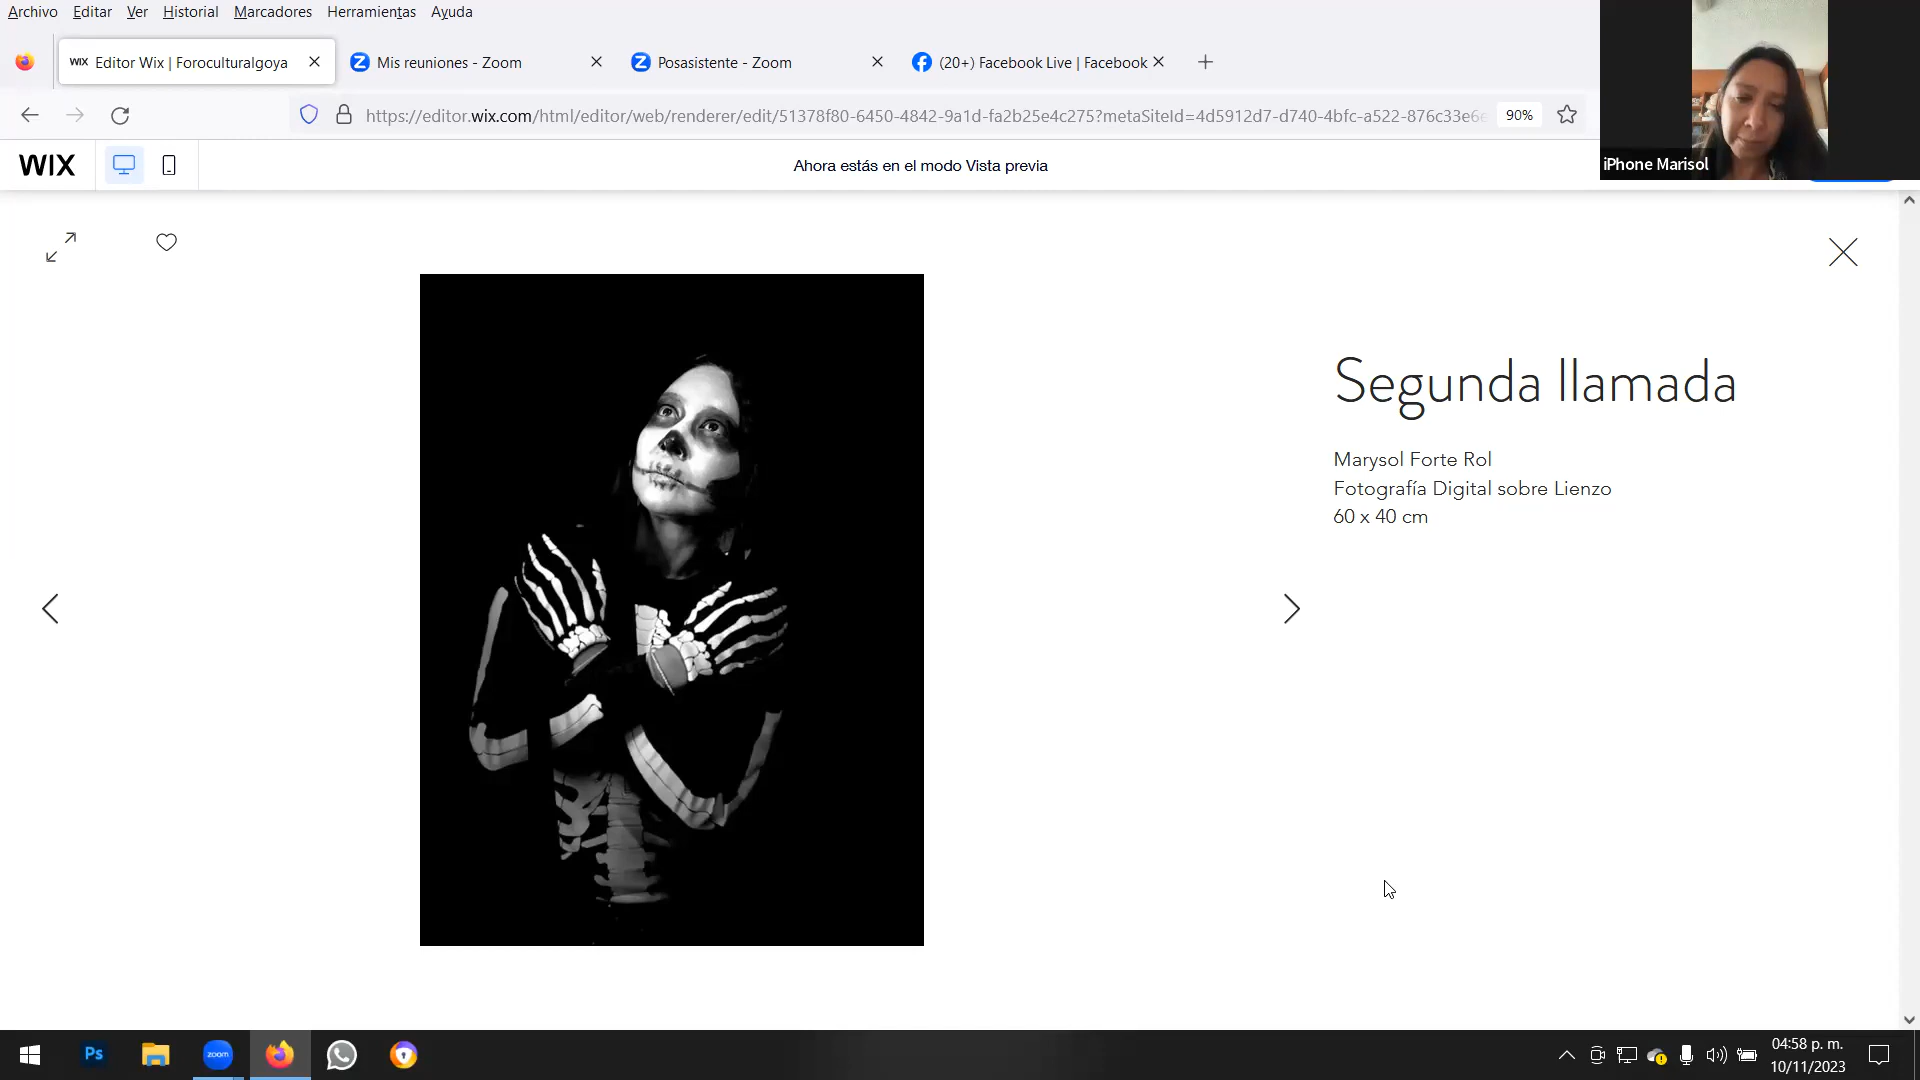 Archivo Editar Ver Historial Marcadores Herramientas Ayuda
WIX Editor Wix | Foroculturalgoya
Mis reuniones - Zoom
Posasistente - Zoom
(20+) Facebook Live | Facebook
https://editor.wix.com/html/editor/web/renderer/edit/51378f80-6450-4842-9a1d-fa2b25e4c275?metaSiteId=4d5912d7-d740-4bfc-a522-876c33e6e
90%
iPhone Marisol
WIX
Ahora estás en el modo Vista previa
Segunda llamada
Marysol Forte Rol
Fotografía Digital sobre Lienzo
60 x 40 cm
Ps
zoom
04:58 p. m.
10/11/2023